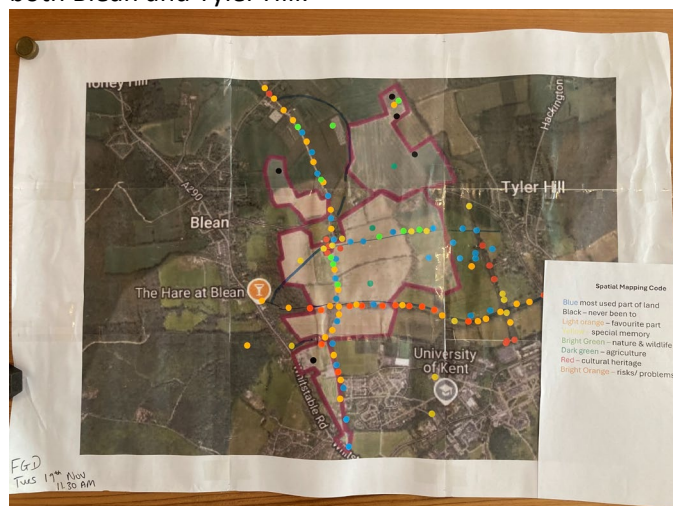 both Blean and Tyler Hill.
Honey Hill
Hackington
A290
Tyler Hill
Blean
The Hare at Blean
University
of Kent
Whitstable Rd
Spatial Mapping Code
Blue most used part of land
Black – never been to
Light orange – favourite part
special memory
Bright Green – nature & wildlife
Dark green – agriculture
Red – cultural heritage
Bright Orange – risks/ problems
FGD
Tues 19th Nov
11.30 AM